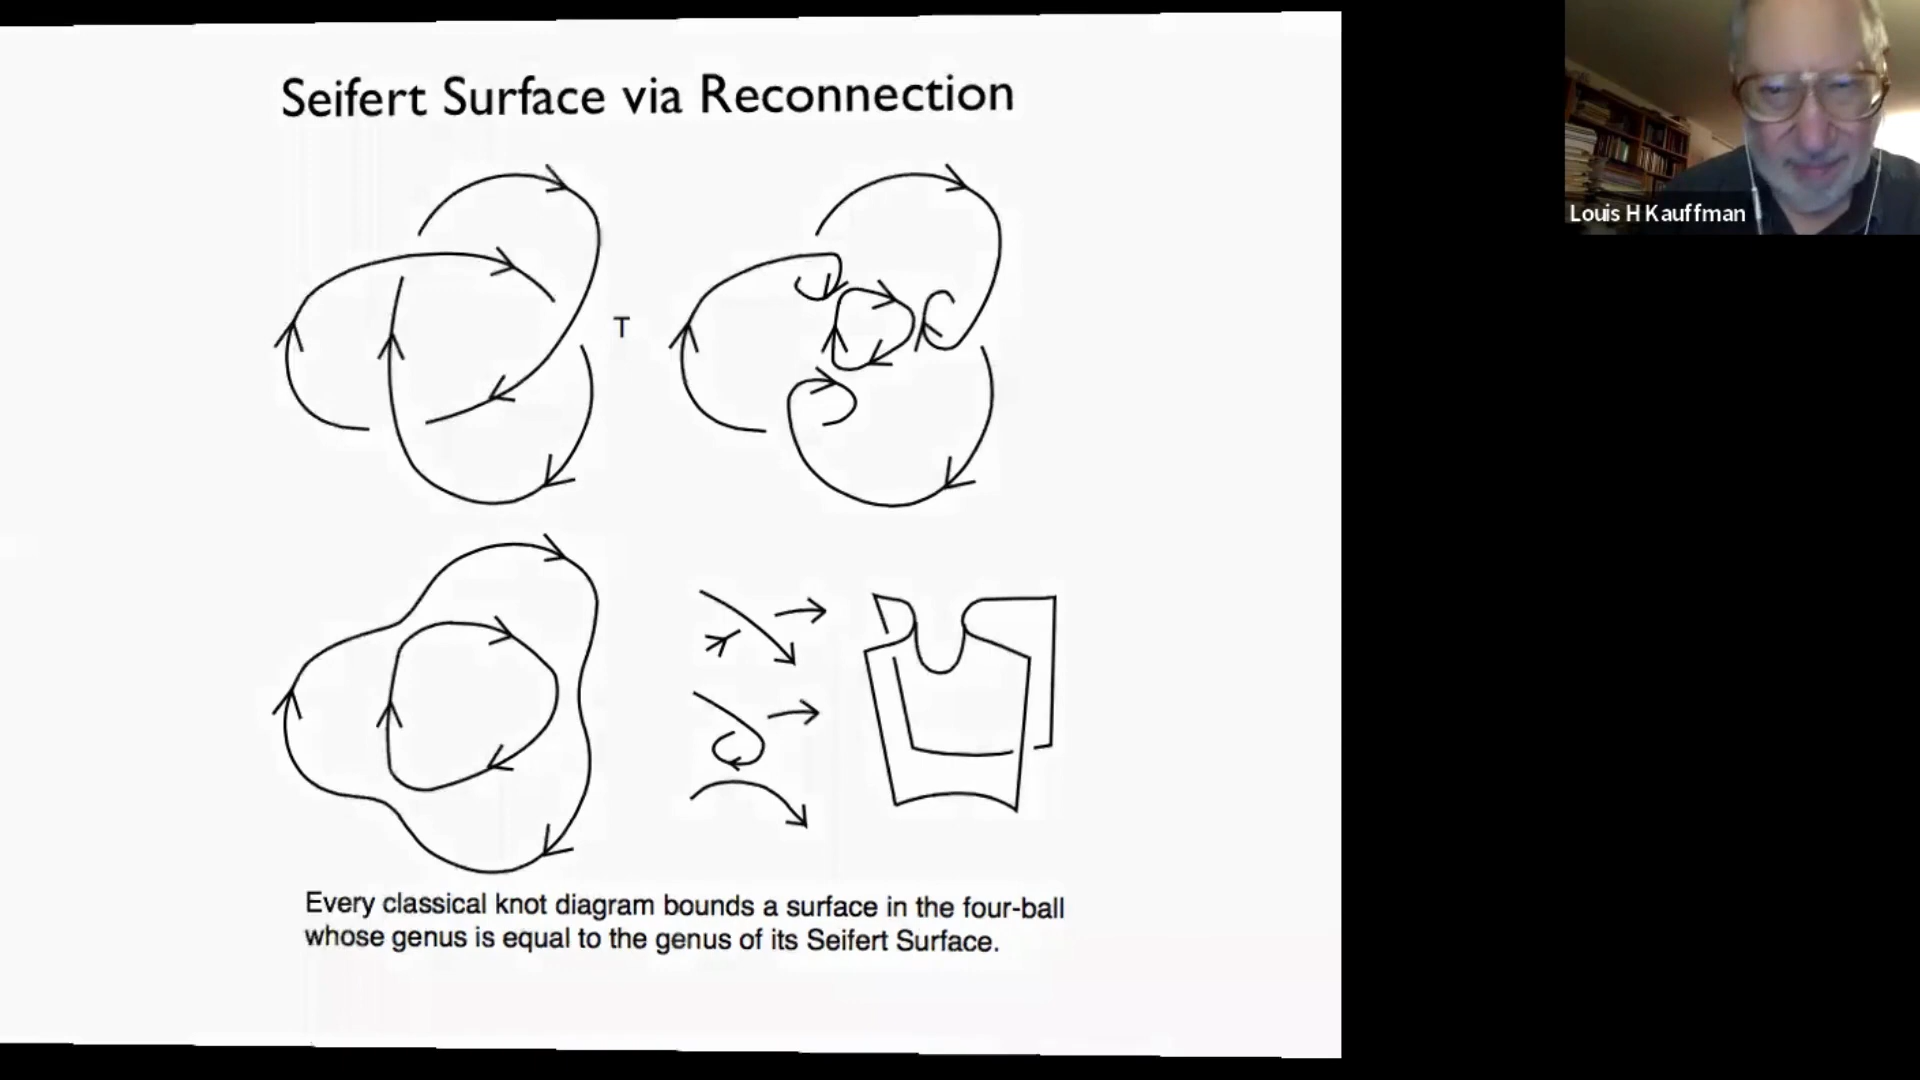 Seifert Surface via Reconnection
T
Every classical knot diagram bounds a surface in the four-ball
whose genus is equal to the genus of its Seifert Surface.
Louis H Kauffman